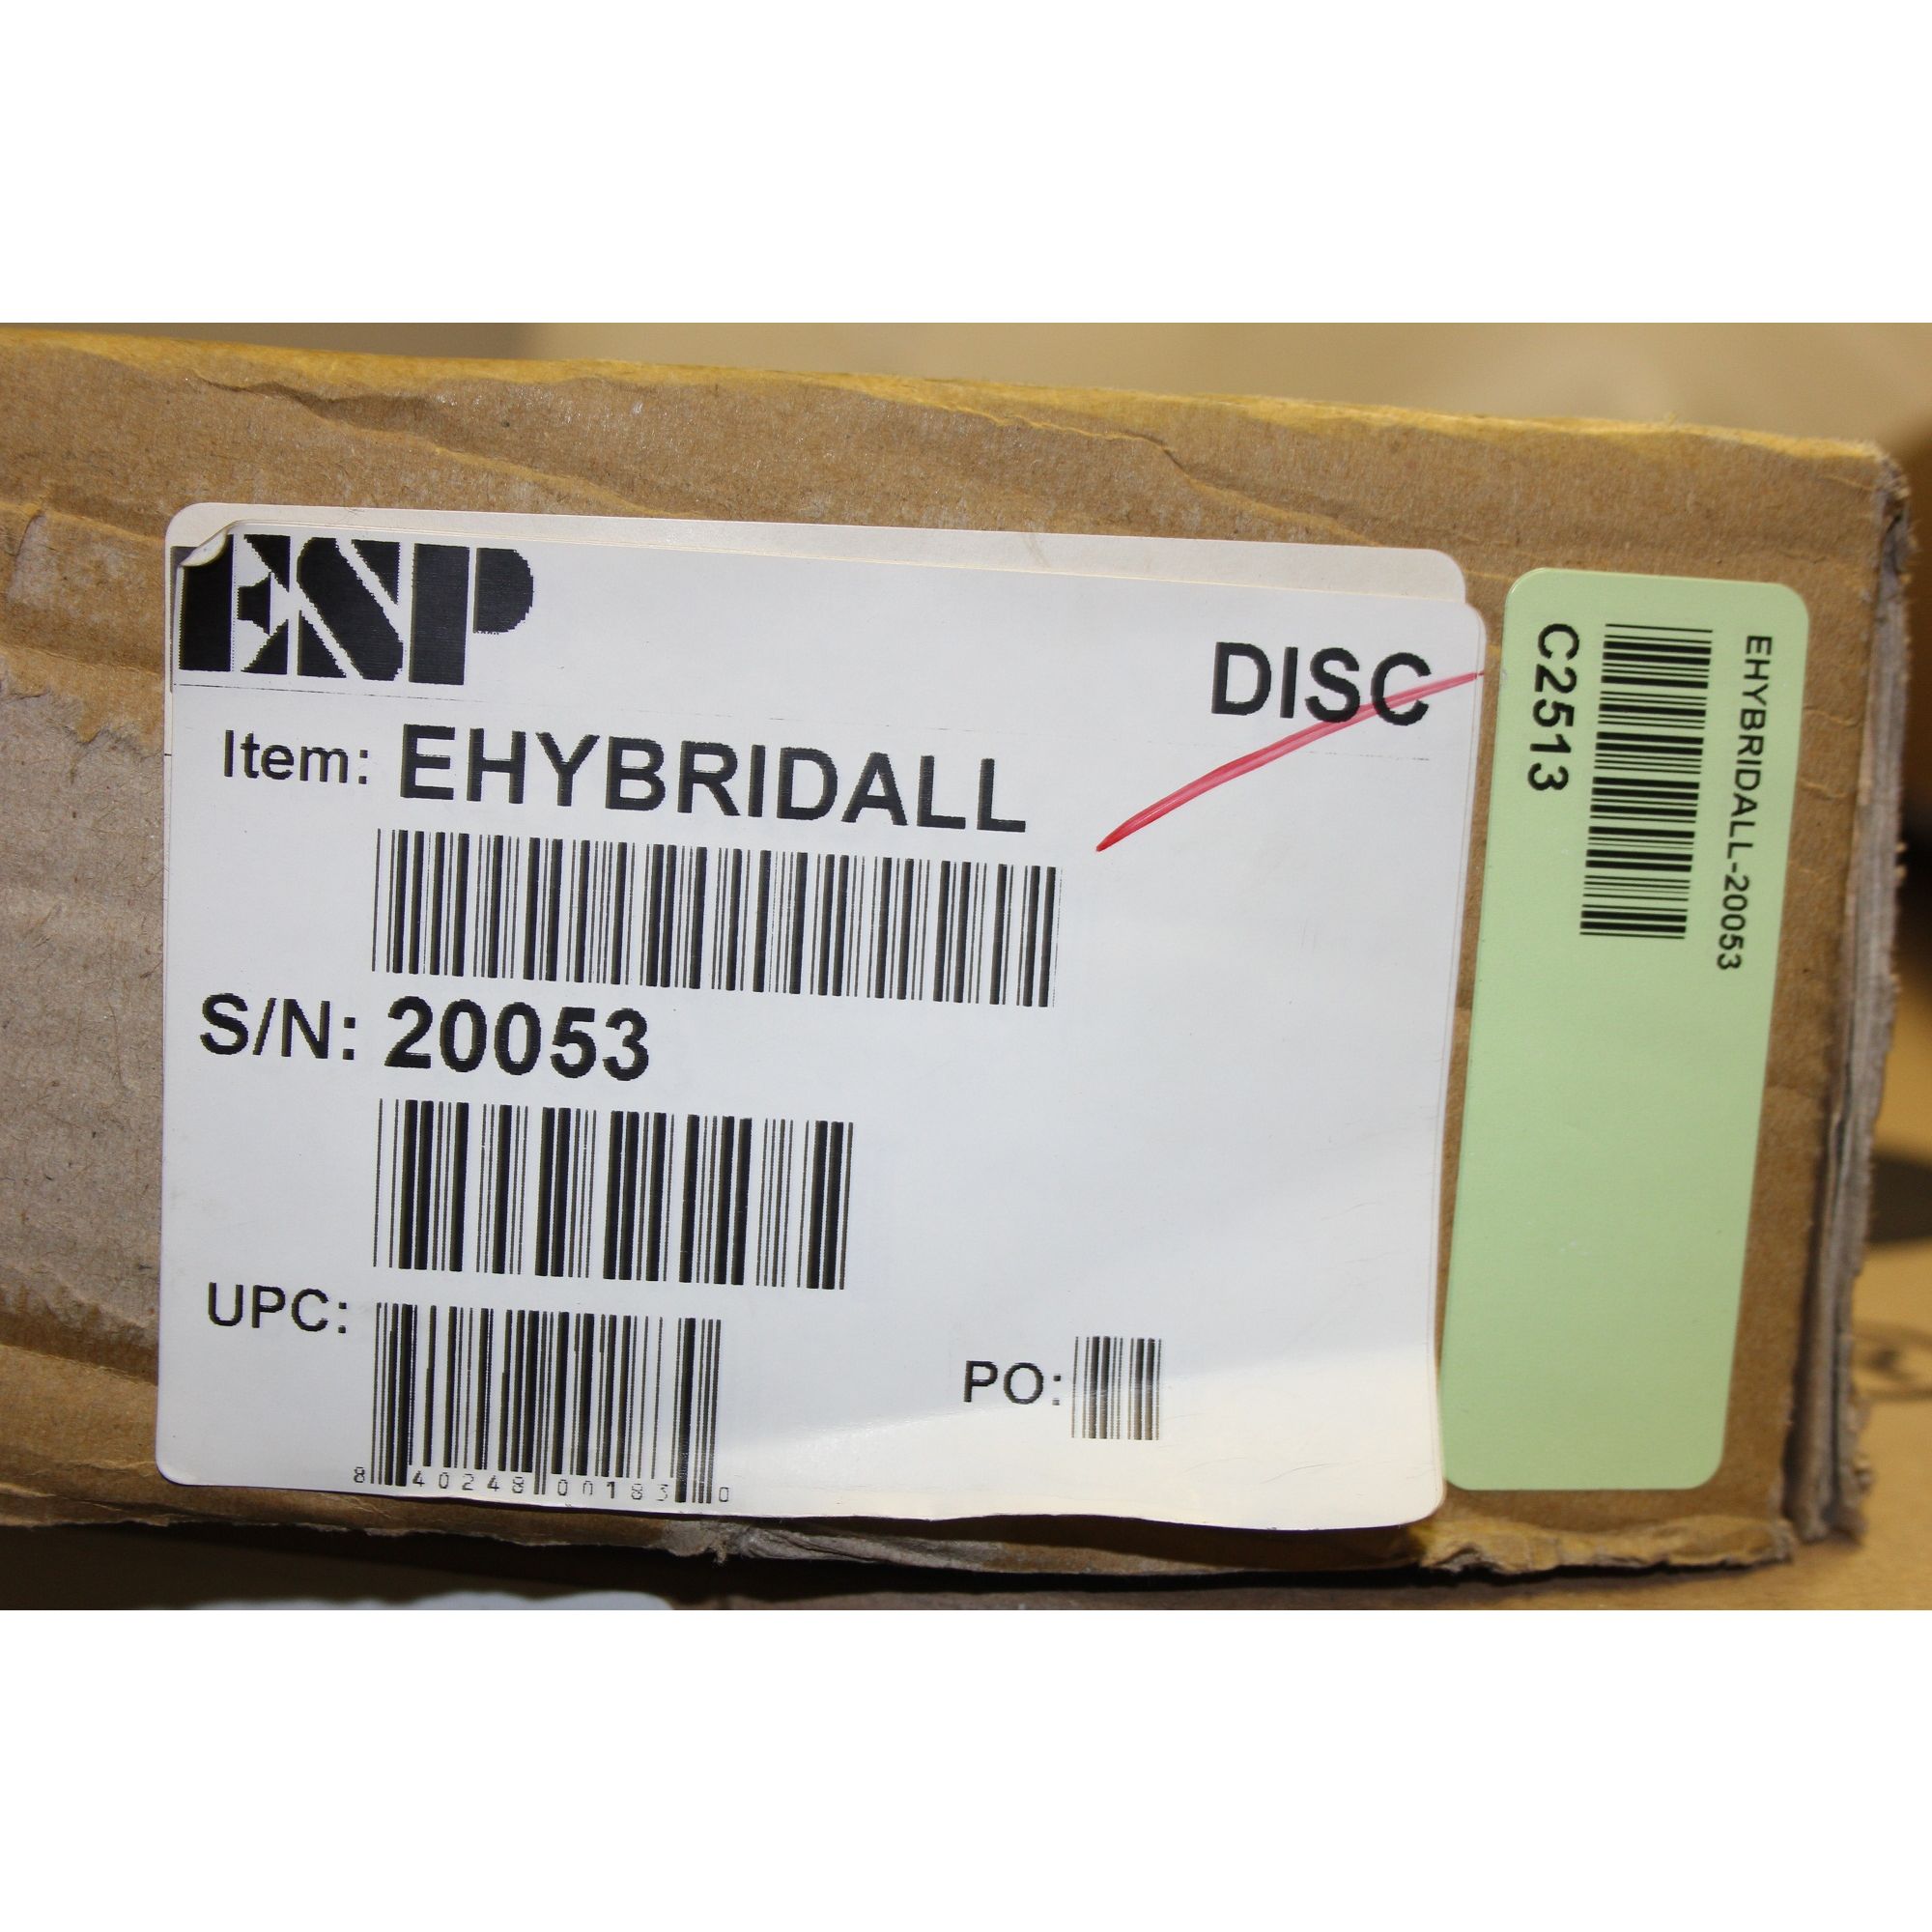 ESP
DISC
Item: EHYBRIDALL
S/N: 20053
UPC:
8 40248 00183 0
PO:
EHYBRIDALL-20053
C2513